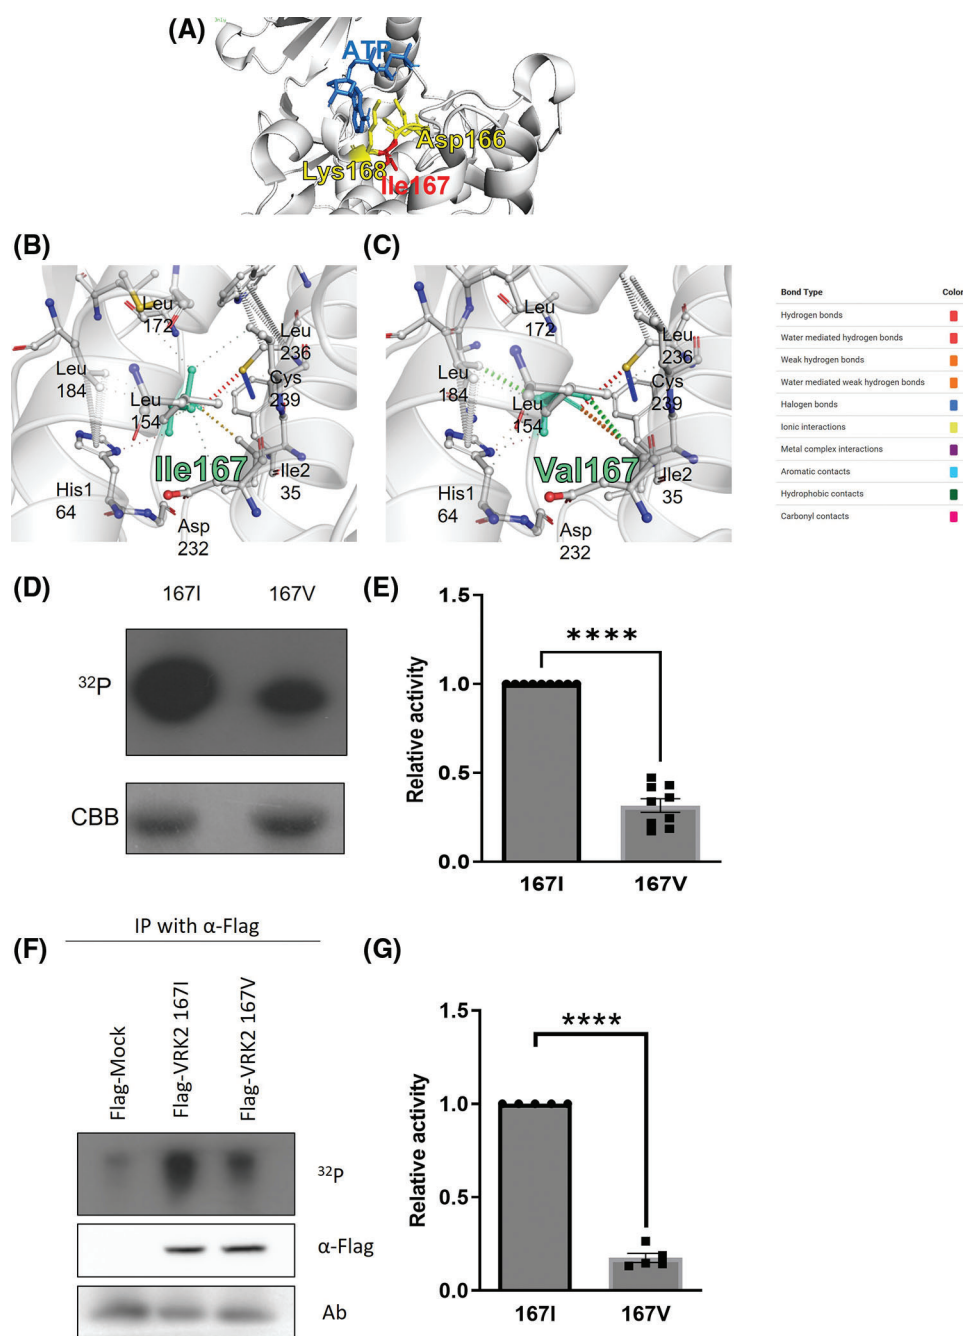 (A)
ATP
Asp166
Lys168
Ile167
(B)
Leu
172
Leu
236
Leu
184
Cys
239
Leu
154
Ile167
His1
64
Ile2
35
Asp
232
(C)
Leu
172
Leu
236
Leu
184
Cys
239
Leu
154
Val167
His1
64
Ile2
35
Asp
232
Bond Type Color
Hydrogen bonds
Water mediated hydrogen bonds
Weak hydrogen bonds
Water mediated weak hydrogen bonds
Halogen bonds
Ionic interactions
Metal complex interactions
Aromatic contacts
Hydrophobic contacts
Carbonyl contacts
(D)
167I 167V
32P
CBB
(E)
Relative activity
1.5
1.0
0.5
0.0
****
167I 167V
IP with α-Flag
(F)
Flag-Mock
Flag-VRK2 167I
Flag-VRK2 167V
32P
α-Flag
Ab
(G)
Relative activity
1.5
1.0
0.5
0.0
****
167I 167V